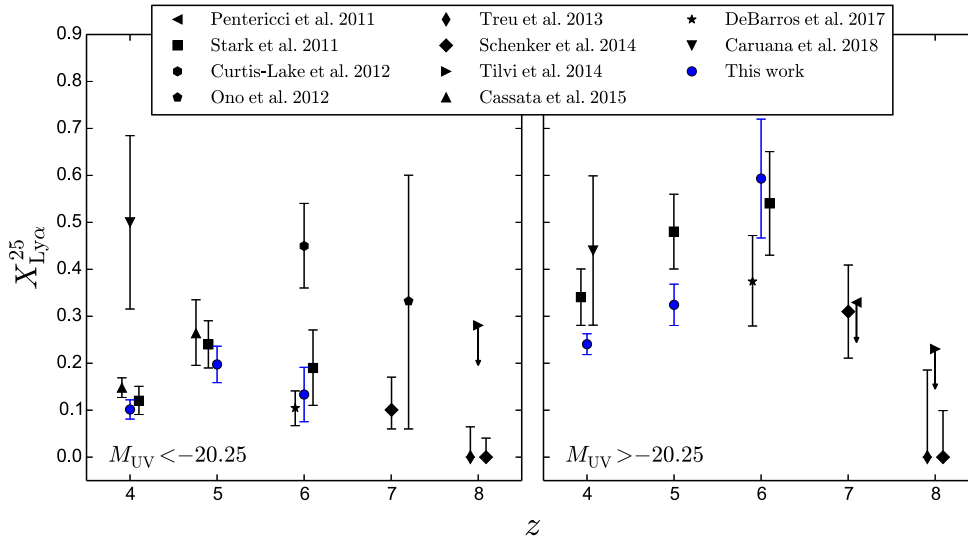 Pentericci et al. 2011
Stark et al. 2011
Curtis-Lake et al. 2012
Ono et al. 2012
Treu et al. 2013
Schenker et al. 2014
Tilvi et al. 2014
Cassata et al. 2015
DeBarros et al. 2017
Caruana et al. 2018
This work
0.9
0.8
0.7
0.6
0.5
0.4
0.3
0.2
0.1
0.0
X^25_Lyα
M_UV <−20.25
M_UV >−20.25
4 5 6 7 8
4 5 6 7 8
z